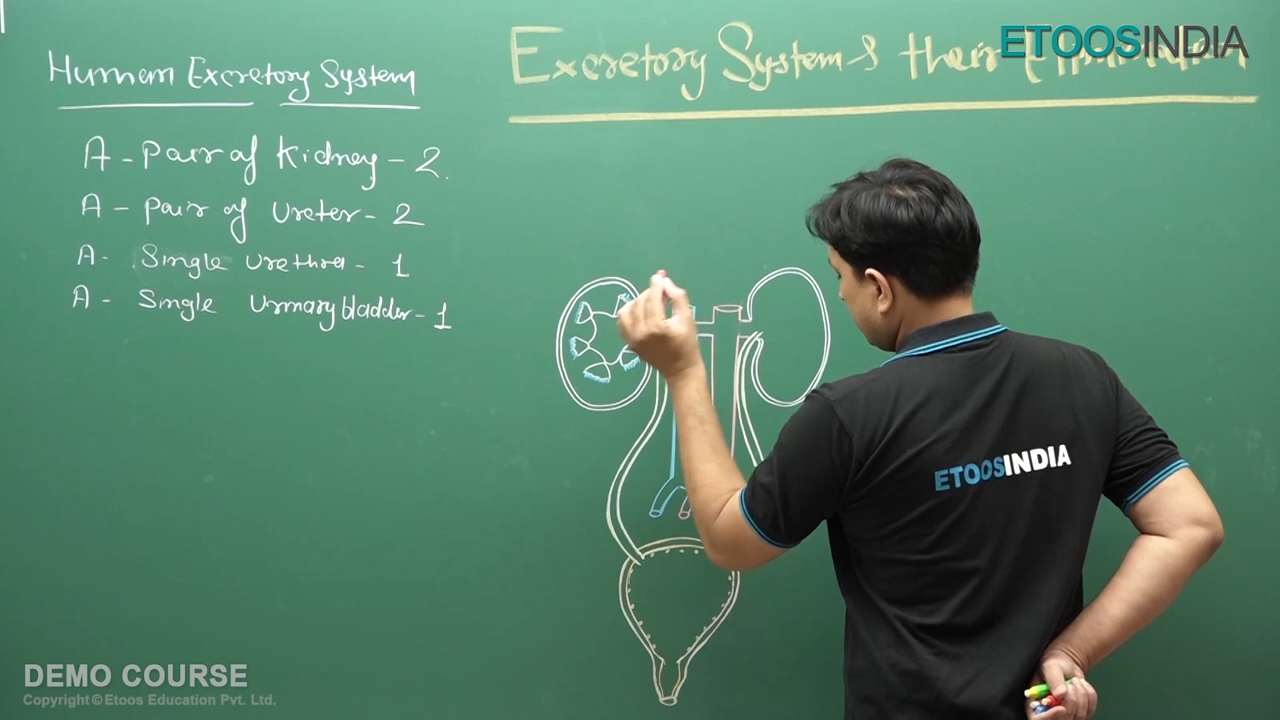 Human Excretory System
A - Pair of Kidney - 2.
A - Pair of Ureter - 2
A - Single Urethra - 1
A - Single Urinary bladder - 1
Excretory System & their
ETOOSINDIA
ETOOSINDIA
DEMO COURSE
Copyright © Etoos Education Pvt. Ltd.